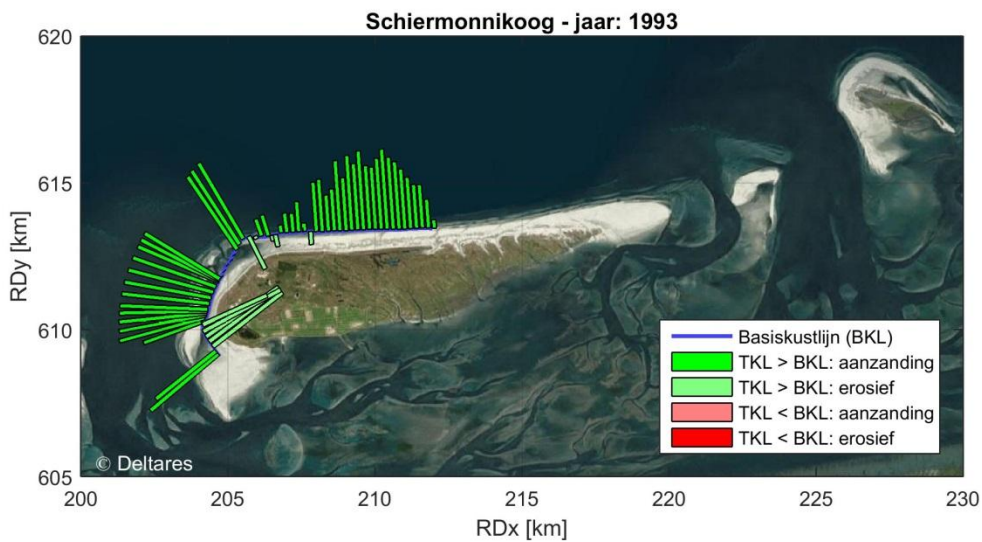 Schiermonnikoog - jaar: 1993
620
615
610
605
RDy [km]
Basiskustlijn (BKL)
TKL > BKL: aanzanding
TKL > BKL: erosief
TKL < BKL: aanzanding
TKL < BKL: erosief
© Deltares
200 205 210 215 220 225 230
RDx [km]